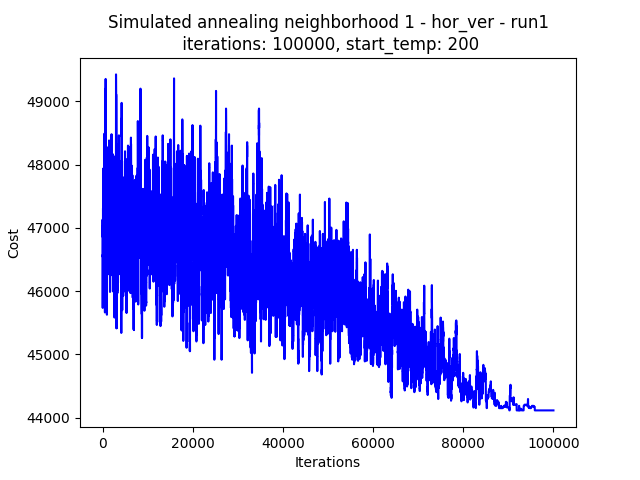 Simulated annealing neighborhood 1 - hor_ver - run1
iterations: 100000, start_temp: 200
49000
48000
47000
46000
45000
44000
Cost
0 20000 40000 60000 80000 100000
Iterations